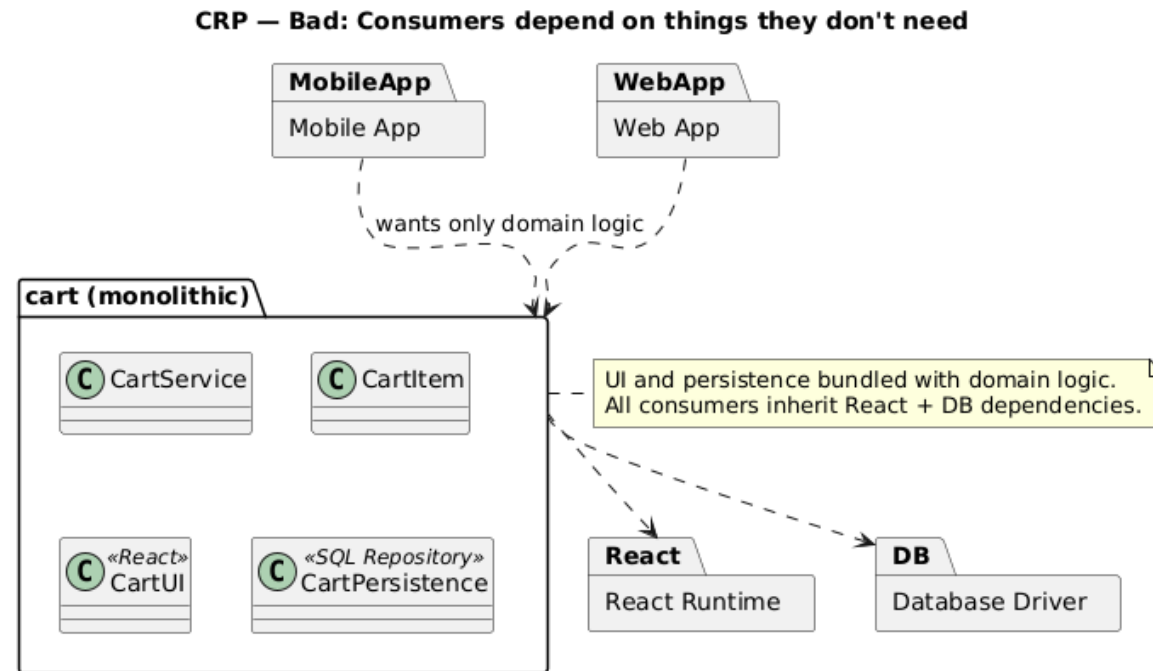 CRP — Bad: Consumers depend on things they don't need
MobileApp
Mobile App
WebApp
Web App
wants only domain logic
cart (monolithic)
C CartService
C CartItem
UI and persistence bundled with domain logic.
All consumers inherit React + DB dependencies.
«React»
C CartUI
«SQL Repository»
C CartPersistence
React
React Runtime
DB
Database Driver